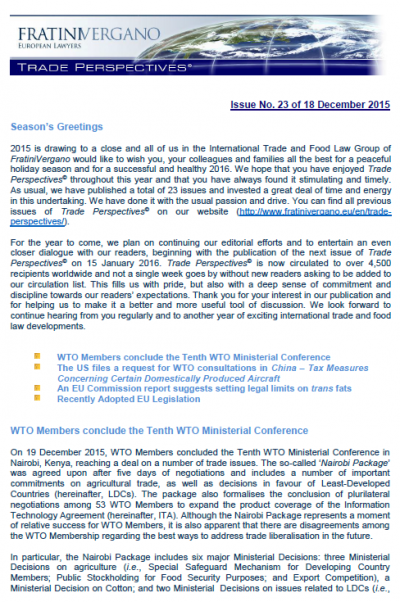 FRATINIVERGANO
EUROPEAN LAWYERS
TRADE PERSPECTIVES©
Issue No. 23 of 18 December 2015
Season's Greetings
2015 is drawing to a close and all of us in the International Trade and Food Law Group of
FratiniVergano would like to wish you, your colleagues and families all the best for a peaceful
holiday season and for a successful and healthy 2016. We hope that you have enjoyed Trade
Perspectives© throughout this year and that you have always found it stimulating and timely.
As usual, we have published a total of 23 issues and invested a great deal of time and energy
in this undertaking. We have done it with the usual passion and drive. You can find all previous
issues of Trade Perspectives© on our website (http://www.fratinivergano.eu/en/trade-
perspectives/).
For the year to come, we plan on continuing our editorial efforts and to entertain an even
closer dialogue with our readers, beginning with the publication of the next issue of Trade
Perspectives© on 15 January 2016. Trade Perspectives© is now circulated to over 4,500
recipients worldwide and not a single week goes by without new readers asking to be added to
our circulation list. This fills us with pride, but also with a deep sense of commitment and
discipline towards our readers' expectations. Thank you for your interest in our publication and
for helping us to make it a better and more useful tool of discussion. We look forward to
continue hearing from you regularly and to another year of exciting international trade and food
law developments.
WTO Members conclude the Tenth WTO Ministerial Conference
The US files a request for WTO consultations in China – Tax Measures
Concerning Certain Domestically Produced Aircraft
An EU Commission report suggests setting legal limits on trans fats
Recently Adopted EU Legislation
WTO Members conclude the Tenth WTO Ministerial Conference
On 19 December 2015, WTO Members concluded the Tenth WTO Ministerial Conference in
Nairobi, Kenya, reaching a deal on a number of trade issues. The so-called 'Nairobi Package'
was agreed upon after five days of negotiations and includes a number of important
commitments on agricultural trade, as well as decisions in favour of Least-Developed
Countries (hereinafter, LDCs). The package also formalises the conclusion of plurilateral
negotiations among 53 WTO Members to expand the product coverage of the Information
Technology Agreement (hereinafter, ITA). Although the Nairobi Package represents a moment
of relative success for WTO Members, it is also apparent that there are disagreements among
the WTO Membership regarding the best ways to address trade liberalisation in the future.
In particular, the Nairobi Package includes six major Ministerial Decisions: three Ministerial
Decisions on agriculture (i.e., Special Safeguard Mechanism for Developing Country
Members; Public Stockholding for Food Security Purposes; and Export Competition), a
Ministerial Decision on Cotton; and two Ministerial Decisions on issues related to LDCs (i.e.,